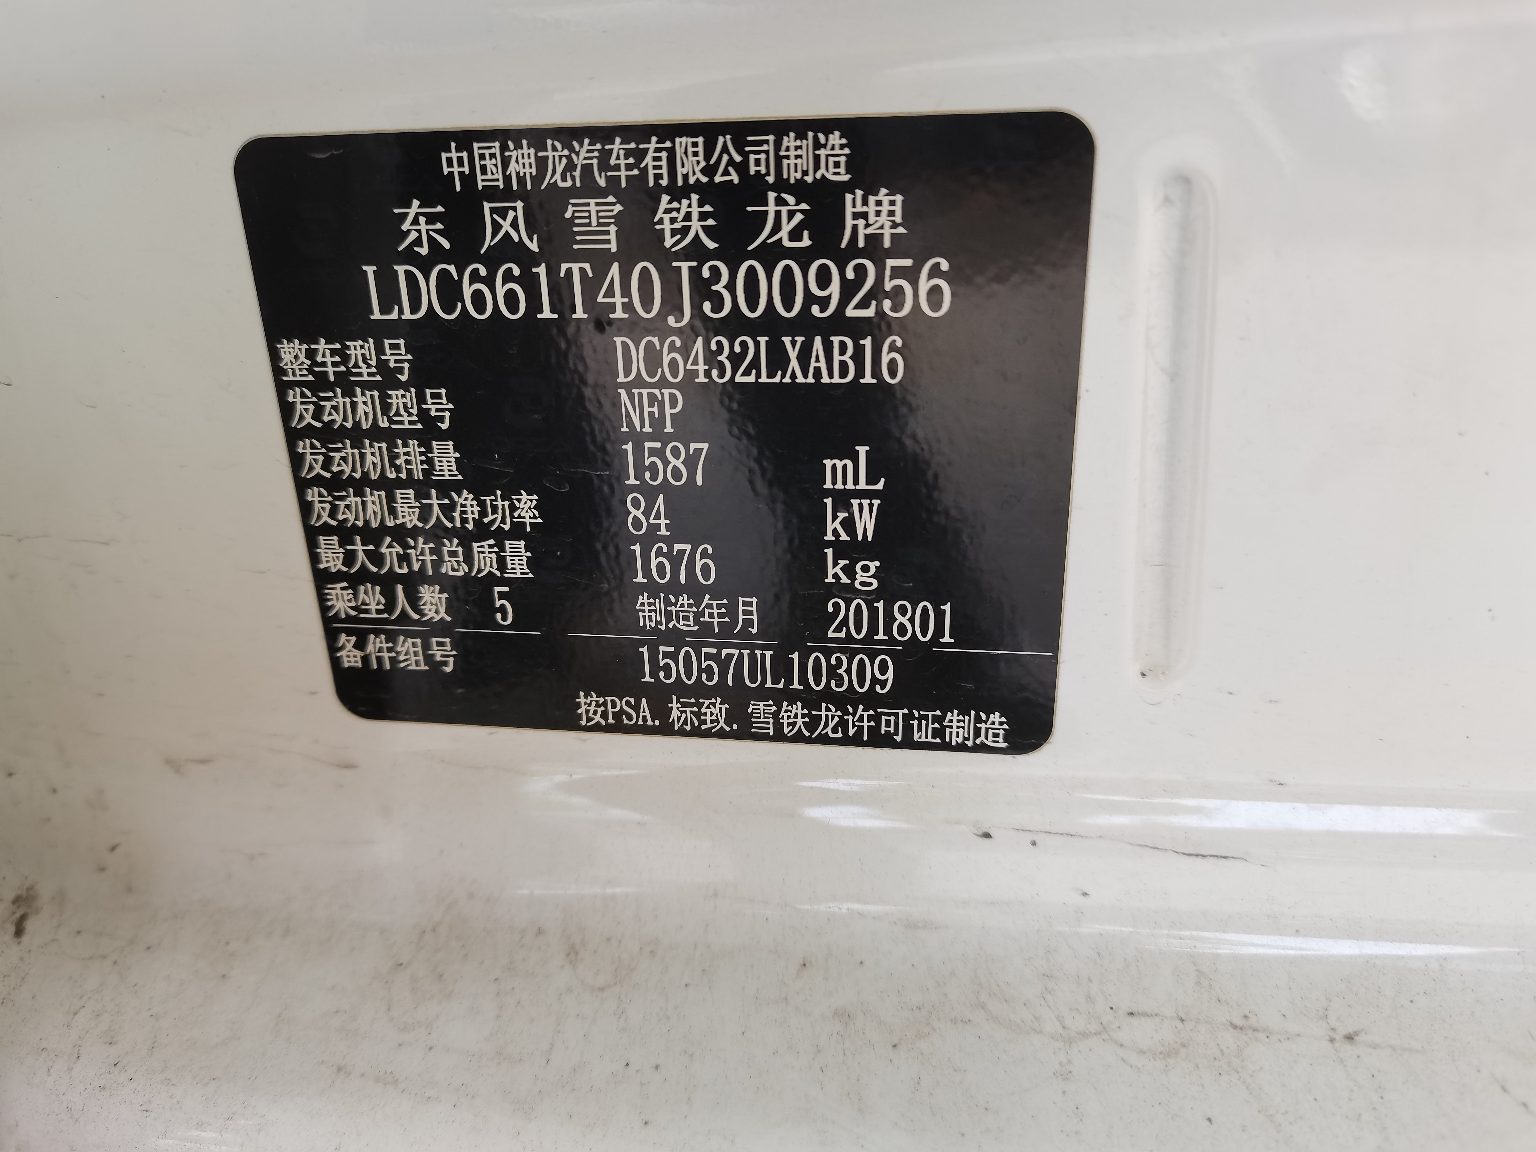 中国神龙汽车有限公司制造
东风雪铁龙牌
LDC661T40J3009256
整车型号 DC6432LXAB16
发动机型号 NFP
发动机排量 1587 mL
发动机最大净功率 84 kW
最大允许总质量 1676 kg
乘坐人数 5 制造年月 201801
备件组号 15057UL10309
按PSA.标致.雪铁龙许可证制造